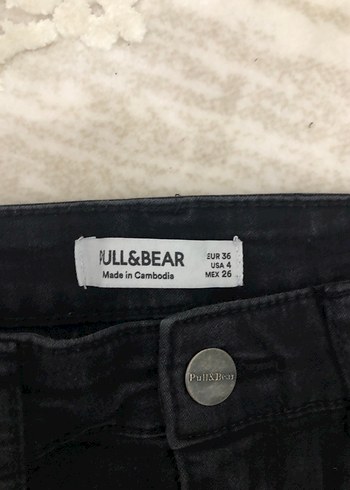 PULL&BEAR
Made in Cambodia
EUR 36
USA 4
MEX 26
Pull&Bear